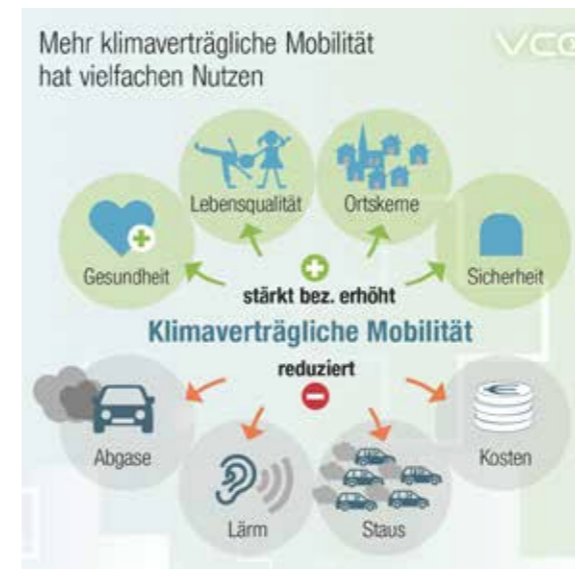 Mehr klimaverträgliche Mobilität
hat vielfachen Nutzen
Lebensqualität
Ortskerne
Gesundheit
Sicherheit
stärkt bez. erhöht
Klimaverträgliche Mobilität
reduziert
Abgase
Kosten
Lärm
Staus